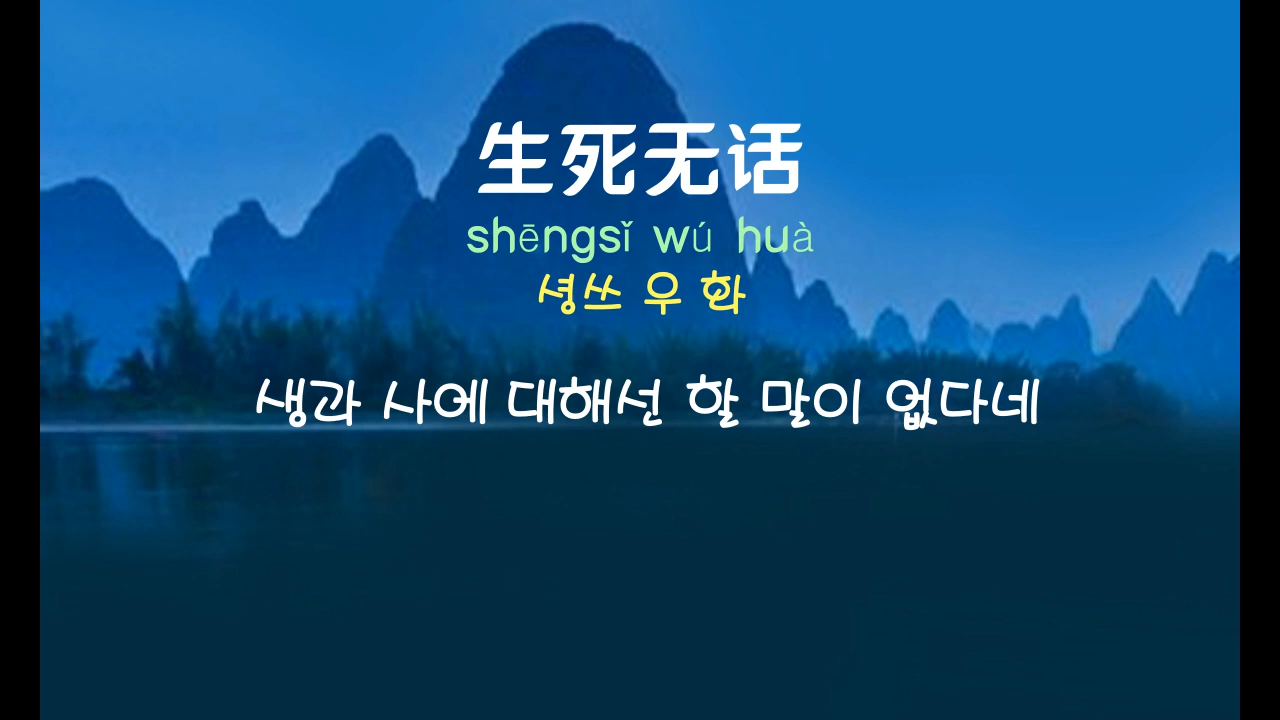 生死无话
shēngsǐ wú huà
셩쓰 우 화
생과 사에 대해선 할 말이 없다네